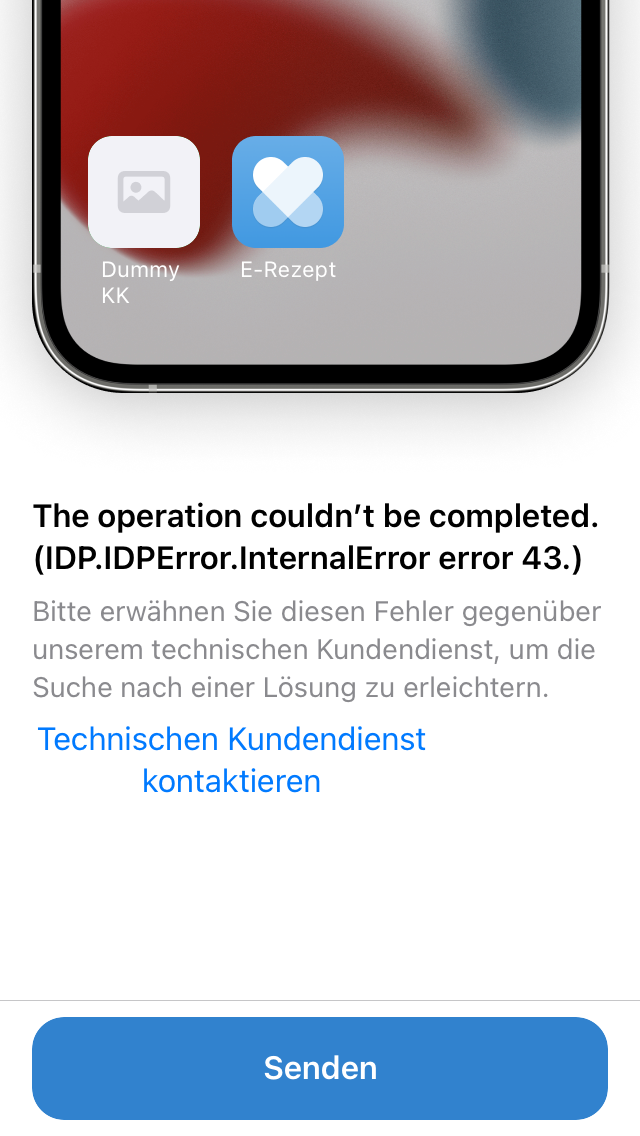 Dummy
KK
E-Rezept
The operation couldn’t be completed.
(IDP.IDPError.InternalError error 43.)
Bitte erwähnen Sie diesen Fehler gegenüber
unserem technischen Kundendienst, um die
Suche nach einer Lösung zu erleichtern.
Technischen Kundendienst
kontaktieren
Senden